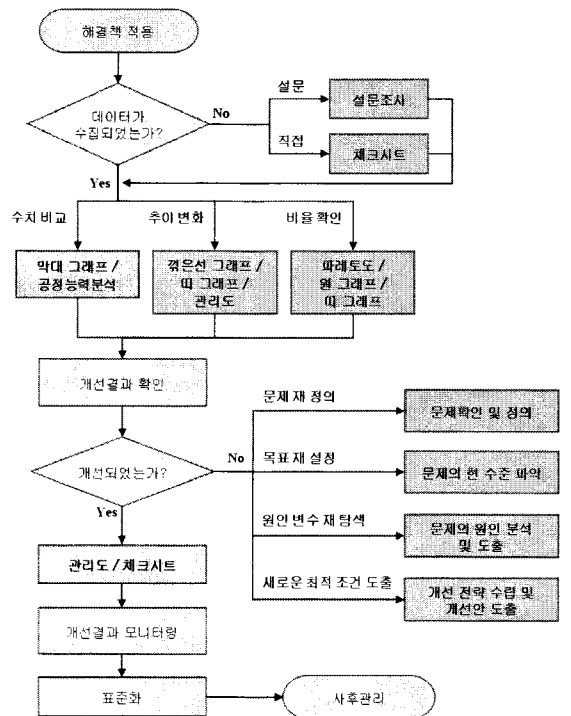 해결책 적용
데이터가
수집되었는가?
No
설문
설문조사
직접
체크시트
Yes
수치 비교
추이 변화
비율 확인
막대 그래프 /
공정능력분석
꺾은선 그래프 /
띠 그래프 /
관리도
파레토도 /
원 그래프 /
띠 그래프
개선결과 확인
개선되었는가?
No
문제 재 정의
문제확인 및 정의
목표 재 설정
문제의 현 수준 파악
원인 변수 재 탐색
문제의 원인 분석
및 도출
새로운 최적 조건 도출
개선 전략 수립 및
개선안 도출
Yes
관리도 / 체크시트
개선결과 모니터링
표준화
사후관리